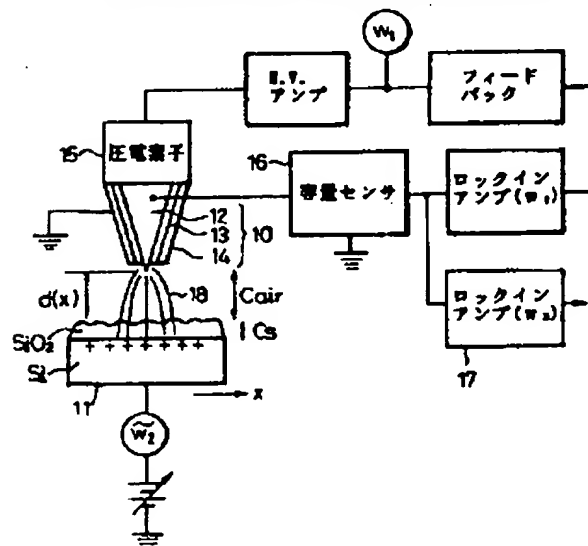 W₁
H.V.
アンプ
フィード
バック
15
圧電素子
16
容量センサ
ロックイン
アンプ(W₁)
12
13
14
10
d(x)
18
Cair
Cs
SiO₂
Si
+ + + + + + +
11
x
W₂
ロックイン
アンプ(W₂)
17